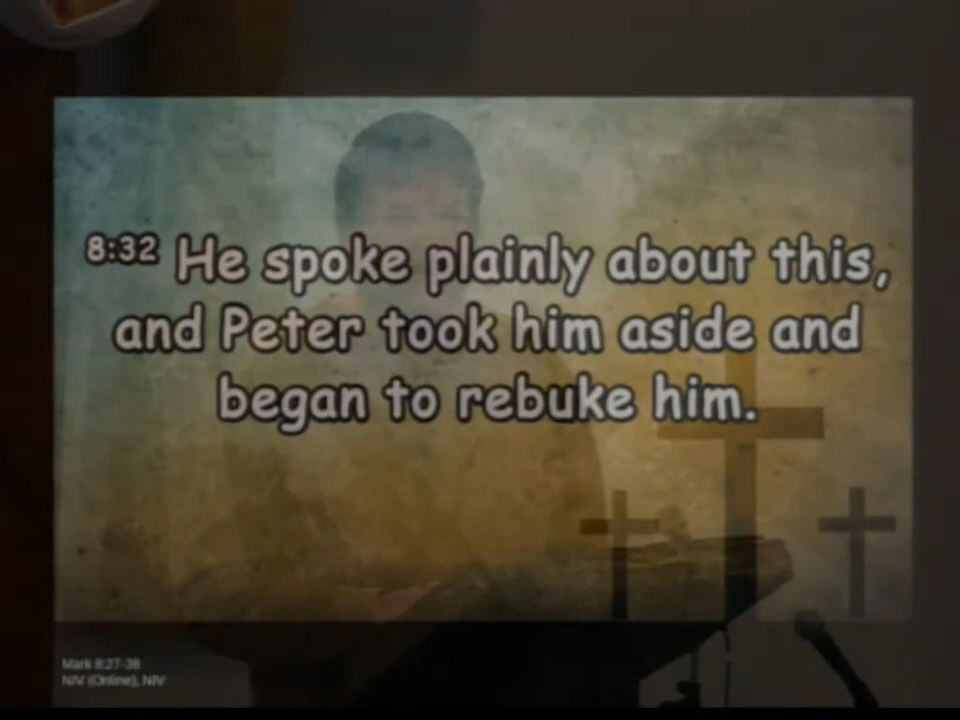 8:32 He spoke plainly about this,
and Peter took him aside and
began to rebuke him.
Mark 8:27-38
NIV (Online), NIV